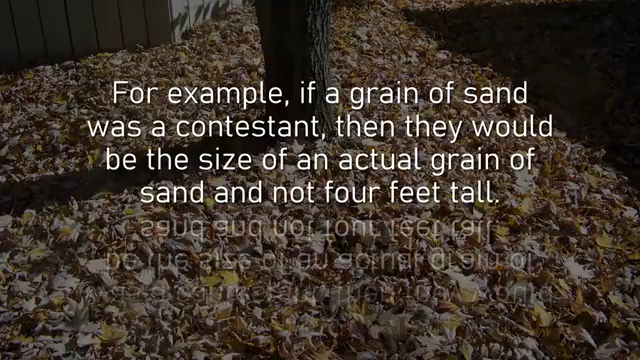 For example, if a grain of sand
was a contestant, then they would
be the size of an actual grain of
sand and not four feet tall.